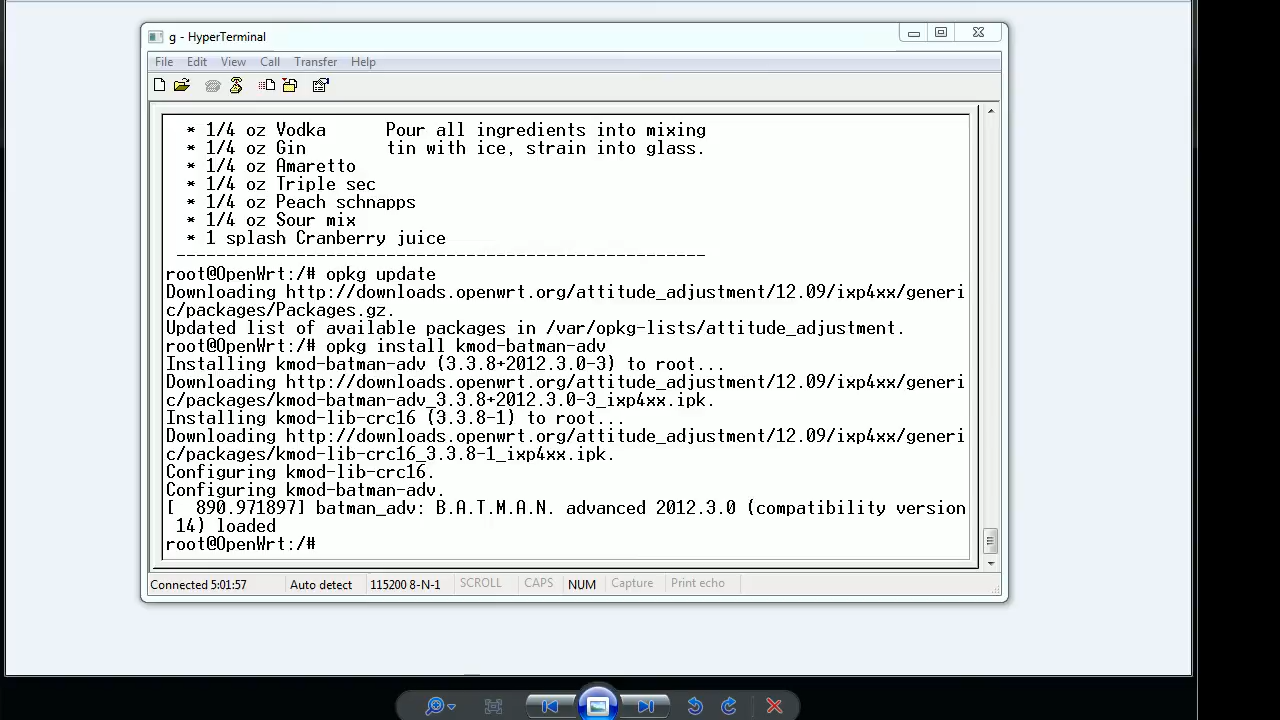 g - HyperTerminal
File Edit View Call Transfer Help
* 1/4 oz Vodka Pour all ingredients into mixing
* 1/4 oz Gin tin with ice, strain into glass.
* 1/4 oz Amaretto
* 1/4 oz Triple sec
* 1/4 oz Peach schnapps
* 1/4 oz Sour mix
* 1 splash Cranberry juice
-----------------------------------------------------
root@OpenWrt:/# opkg update
Downloading http://downloads.openwrt.org/attitude_adjustment/12.09/ixp4xx/generi
c/packages/Packages.gz.
Updated list of available packages in /var/opkg-lists/attitude_adjustment.
root@OpenWrt:/# opkg install kmod-batman-adv
Installing kmod-batman-adv (3.3.8+2012.3.0-3) to root...
Downloading http://downloads.openwrt.org/attitude_adjustment/12.09/ixp4xx/generi
c/packages/kmod-batman-adv_3.3.8+2012.3.0-3_ixp4xx.ipk.
Installing kmod-lib-crc16 (3.3.8-1) to root...
Downloading http://downloads.openwrt.org/attitude_adjustment/12.09/ixp4xx/generi
c/packages/kmod-lib-crc16_3.3.8-1_ixp4xx.ipk.
Configuring kmod-lib-crc16.
Configuring kmod-batman-adv.
[  890.971897] batman_adv: B.A.T.M.A.N. advanced 2012.3.0 (compatibility version
14) loaded
root@OpenWrt:/#
Connected 5:01:57 Auto detect 115200 8-N-1 SCROLL CAPS NUM Capture Print echo